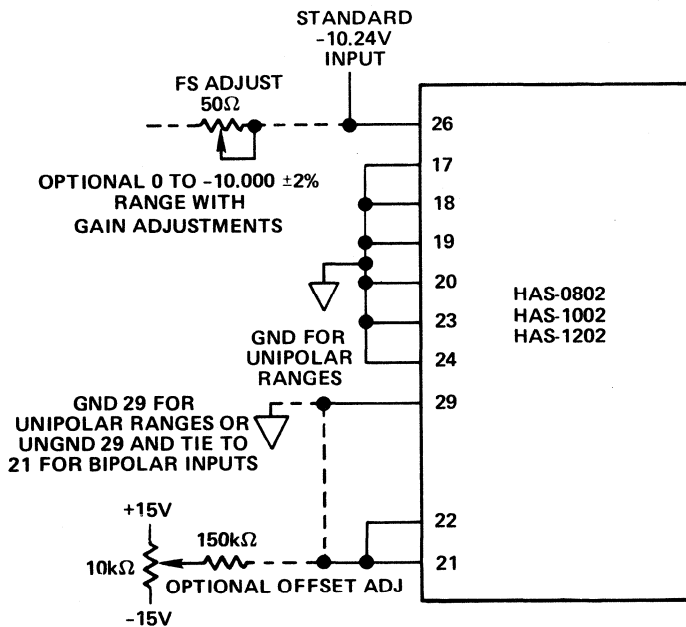 STANDARD
-10.24V
INPUT
FS ADJUST
50Ω
OPTIONAL 0 TO -10.000 ±2%
RANGE WITH
GAIN ADJUSTMENTS
26
17
18
19
20
23
24
29
22
21
HAS-0802
HAS-1002
HAS-1202
GND FOR
UNIPOLAR
RANGES
GND 29 FOR
UNIPOLAR RANGES OR
UNGND 29 AND TIE TO
21 FOR BIPOLAR INPUTS
+15V
150kΩ
10kΩ
OPTIONAL OFFSET ADJ
-15V